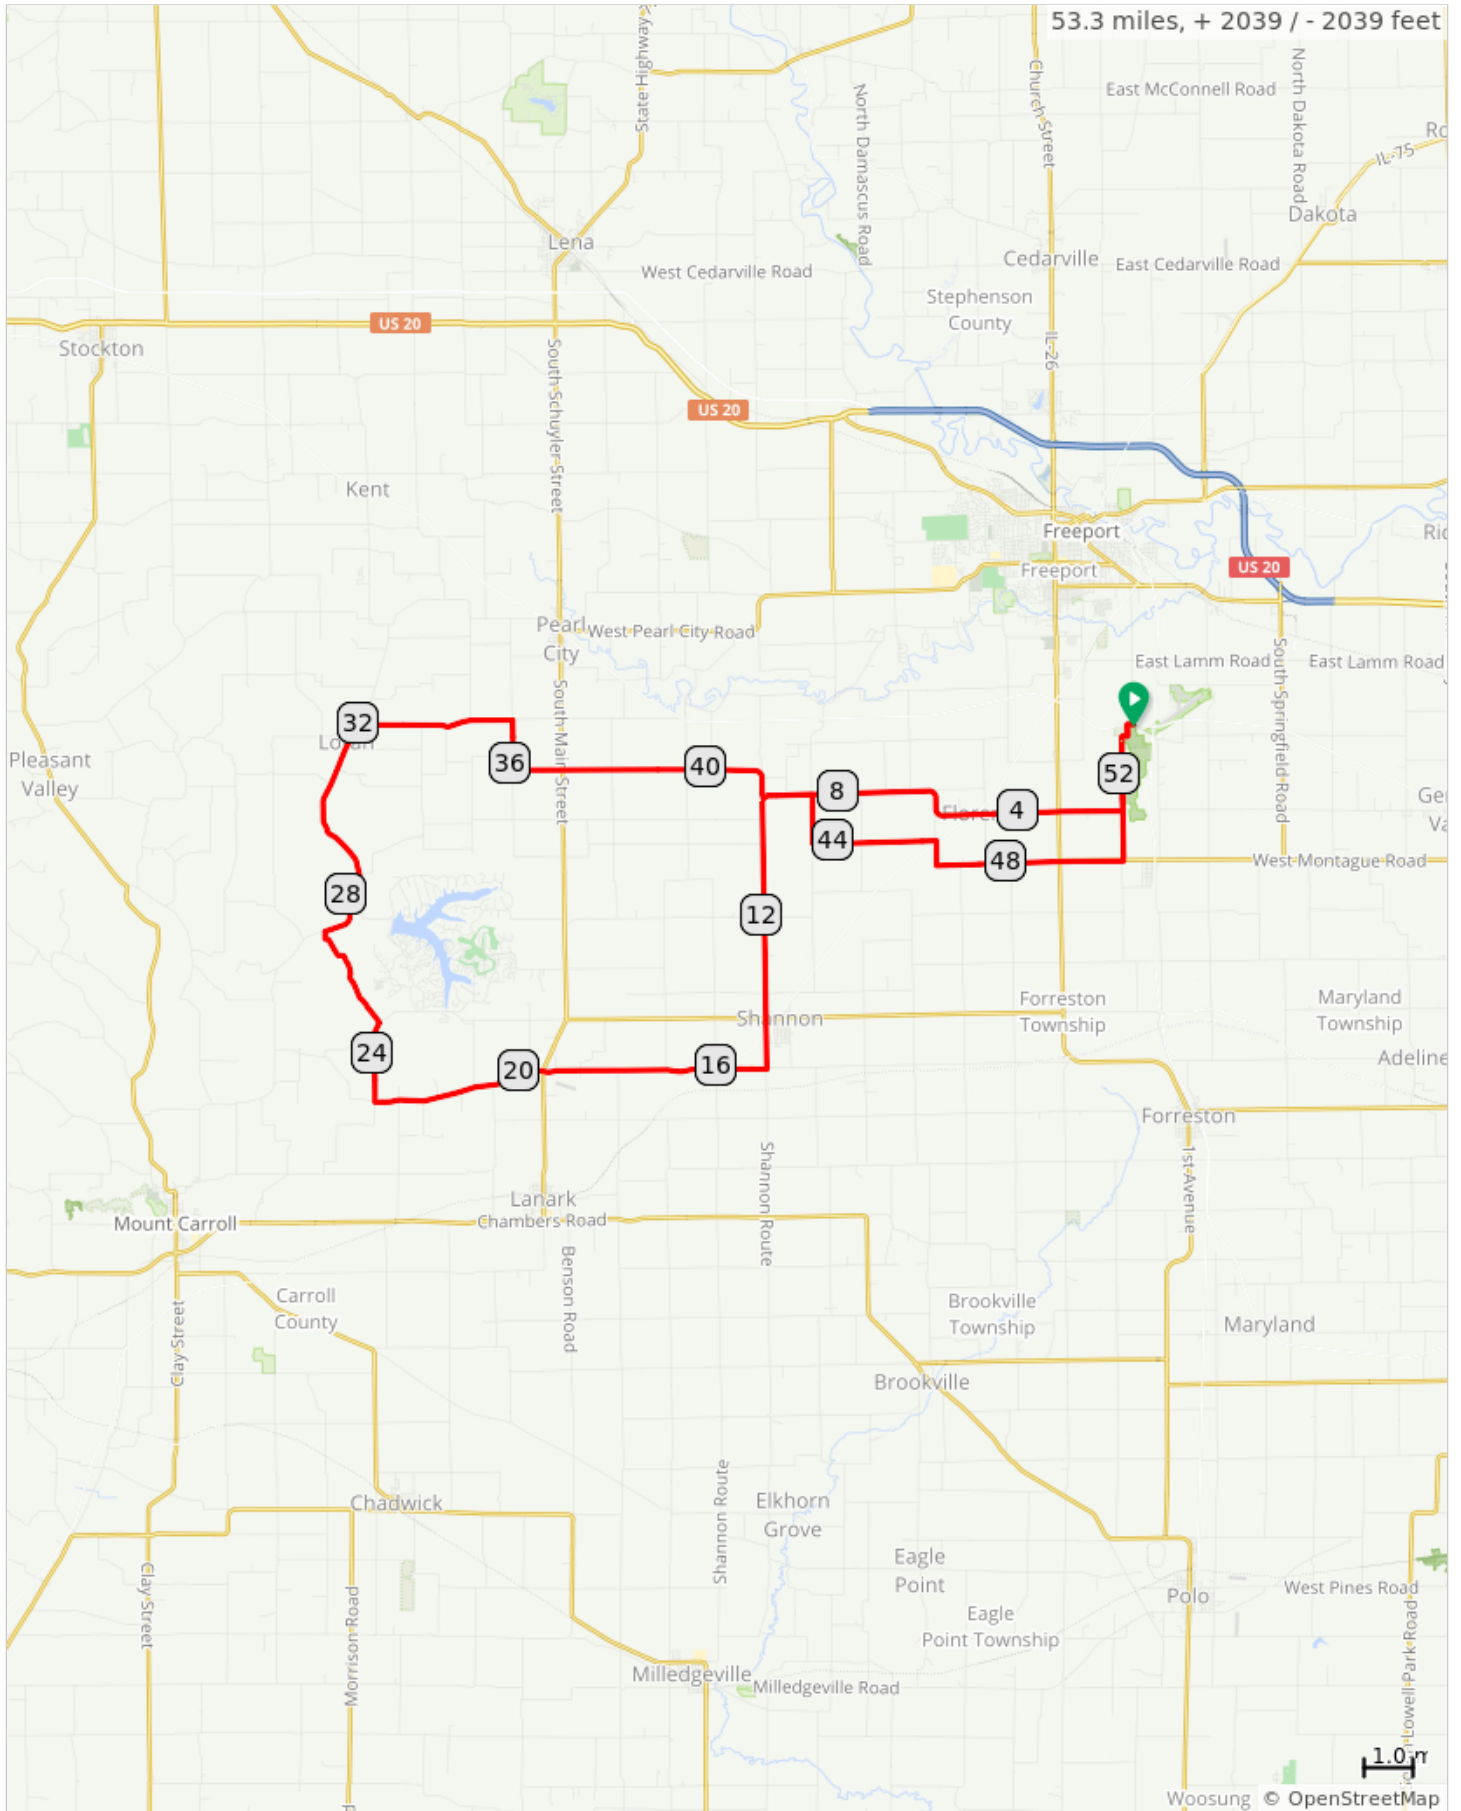 53.3 miles, + 2039 / - 2039 feet
State Highway
Church Street
North Damascus Road
East McConnell Road
North Dakota Road
IL-75
Dakota
Lena
West Cedarville Road
Cedarville
East Cedarville Road
Stephenson
County
US 20
Stockton
IL-26
South Schuyler Street
US 20
Kent
Freeport
Freeport
US 20
Pearl
City
West Pearl City Road
East Lamm Road
East Lamm Road
South Springfield Road
South Main Street
32
36
40
8
4
52
44
48
Pleasant
Valley
West Montague Road
28
12
24
20
16
Shannon
Forreston
Township
Maryland
Township
Adeline
Forreston
1st Avenue
Shannon Route
Lanark
Chambers Road
Mount Carroll
Benson Road
Carroll
County
Clay Street
Brookville
Township
Maryland
Brookville
Chadwick
Shannon Route
Elkhorn
Grove
Eagle
Point
Clay Street
Morrison Road
West Pines Road
Polo
Eagle
Point Township
Lowell Park Road
Milledgeville
Milledgeville Road
1.0 m
Woosung
© OpenStreetMap